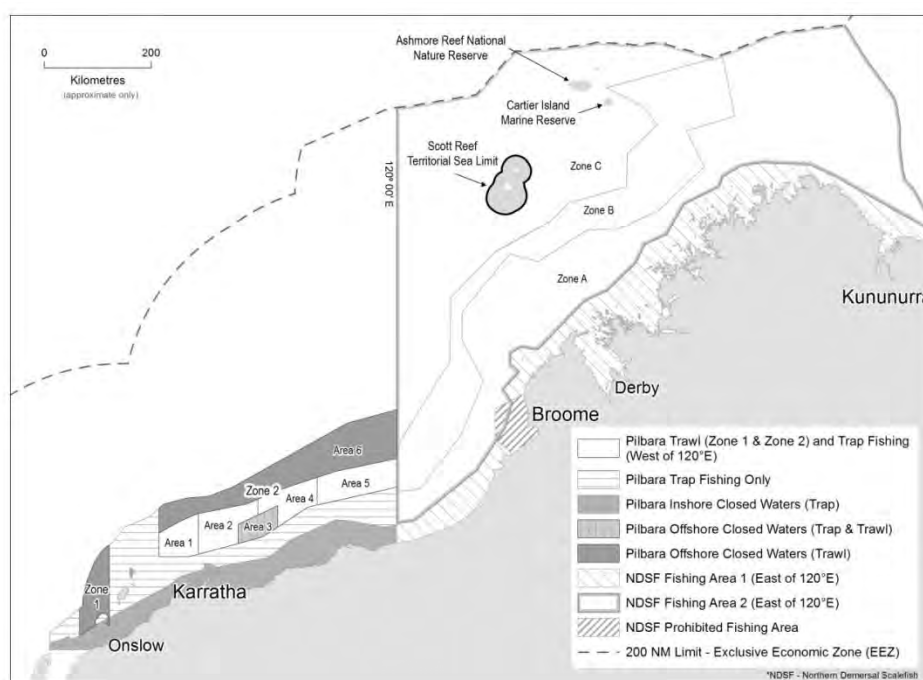 0 200
Kilometres
(approximate only)
Ashmore Reef National
Nature Reserve
Cartier Island
Marine Reserve
Scott Reef
Territorial Sea Limit
120° 00' E
Zone C
Zone B
Zone A
Kununurra
Derby
Broome
Area 6
Zone 2
Area 5
Area 4
Area 2
Area 3
Area 1
Zone
1
Karratha
Onslow
Pilbara Trawl (Zone 1 & Zone 2) and Trap Fishing
(West of 120°E)
Pilbara Trap Fishing Only
Pilbara Inshore Closed Waters (Trap)
Pilbara Offshore Closed Waters (Trap & Trawl)
Pilbara Offshore Closed Waters (Trawl)
NDSF Fishing Area 1 (East of 120°E)
NDSF Fishing Area 2 (East of 120°E)
NDSF Prohibited Fishing Area
200 NM Limit - Exclusive Economic Zone (EEZ)
*NDSF - Northern Demersal Scalefish